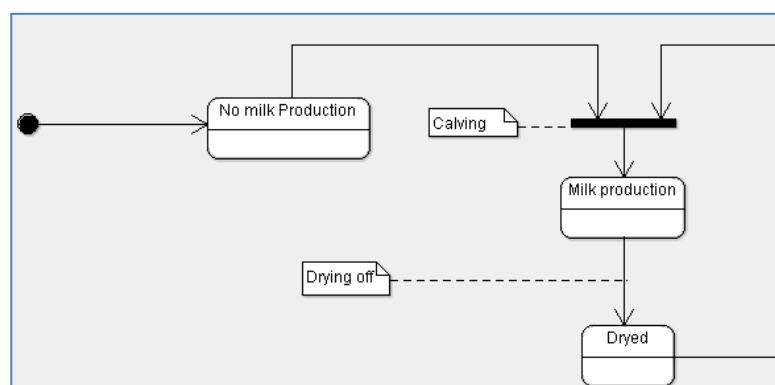 No milk Production
Calving
Milk production
Drying off
Dryed